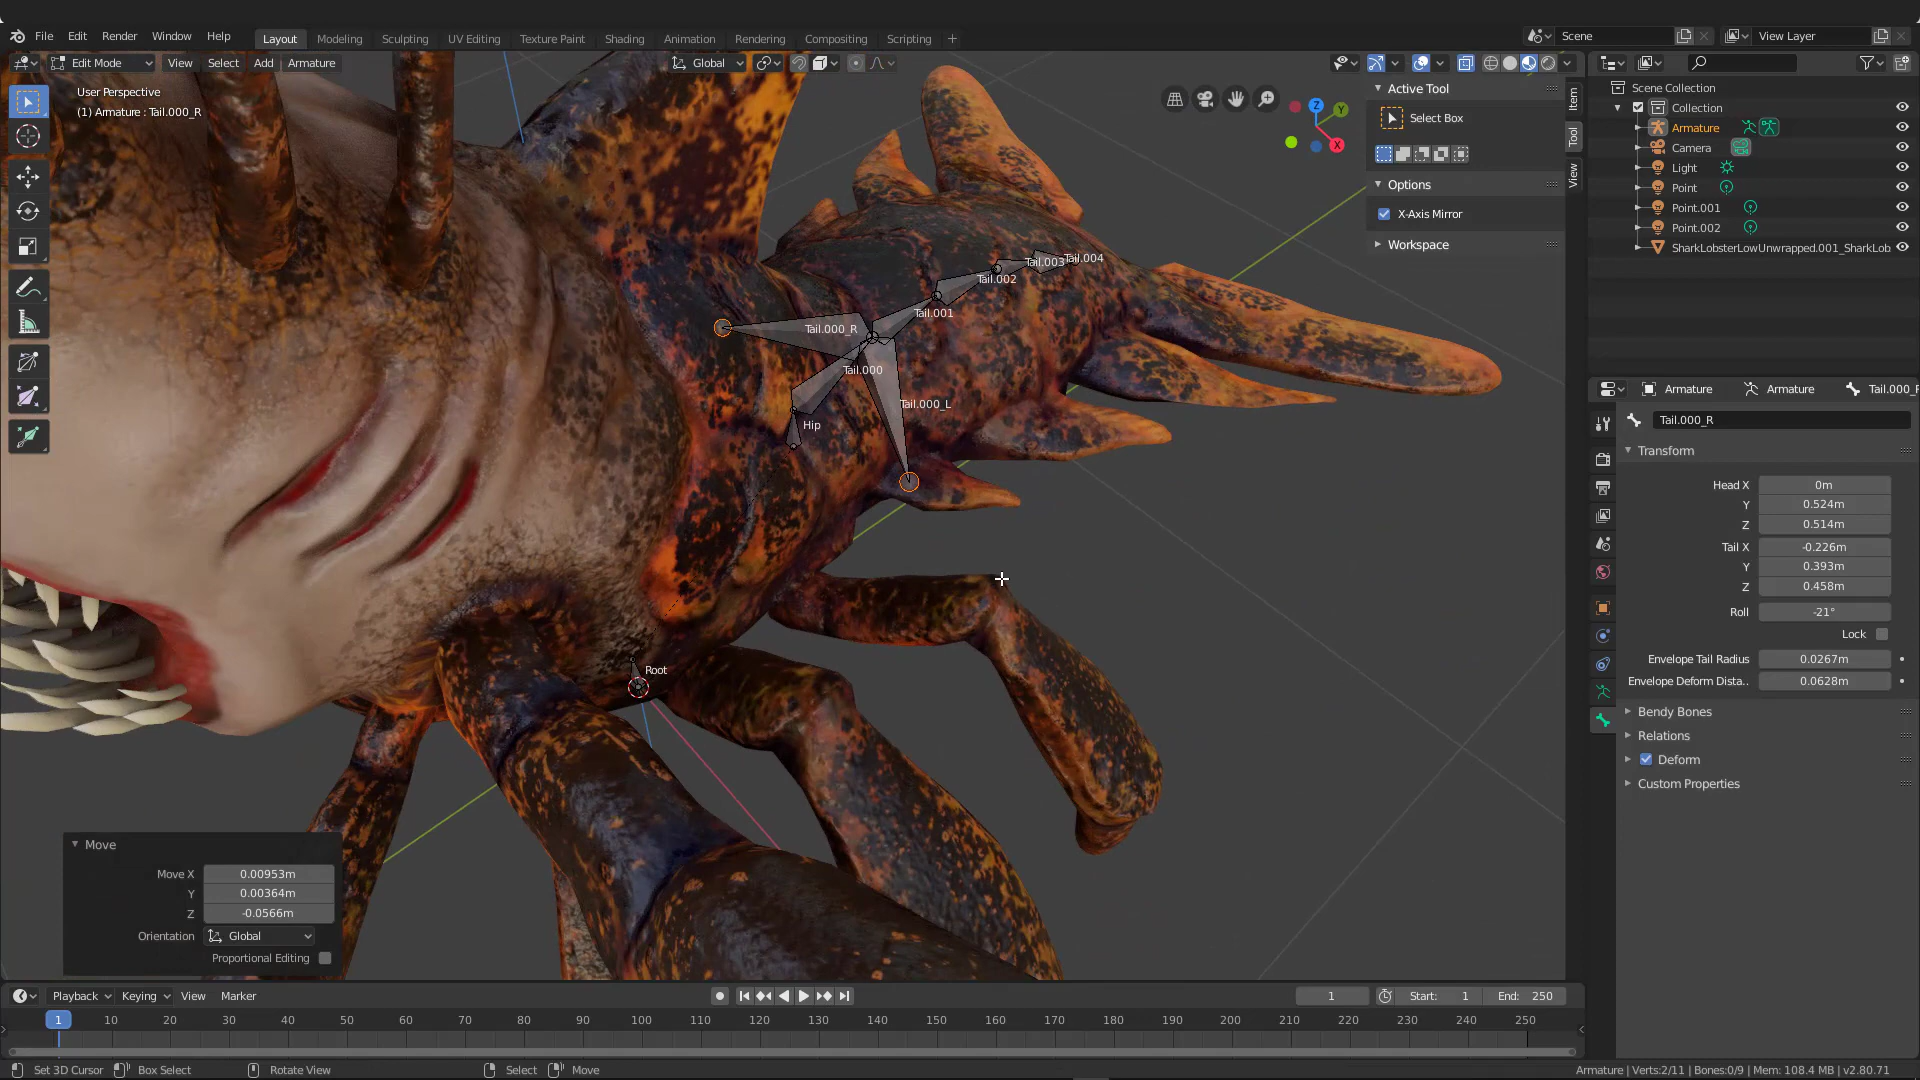 File Edit Render Window Help Layout Modeling Sculpting UV Editing Texture Paint Shading Animation Rendering Compositing Scripting + Scene View Layer
Edit Mode View Select Add Armature Global
User Perspective
(1) Armature : Tail.000_R
Z
Y
X
Active Tool
Select Box
Options
X-Axis Mirror
Workspace
Item
Tool
View
Scene Collection
Collection
Armature
Camera
Light
Point
Point.001
Point.002
SharkLobsterLowUnwrapped.001_SharkLob
Tail.004
Tail.003
Tail.002
Tail.001
Tail.000_R
Tail.000
Tail.000_L
Hip
Root
Armature Armature Tail.000_R
Tail.000_R
Transform
Head X 0m
Y 0.524m
Z 0.514m
Tail X -0.226m
Y 0.393m
Z 0.458m
Roll -21°
Lock
Envelope Tail Radius 0.0267m
Envelope Deform Dista.. 0.0628m
Bendy Bones
Relations
Deform
Custom Properties
Move
Move X 0.00953m
Y 0.00364m
Z -0.0566m
Orientation Global
Proportional Editing
Playback Keying View Marker 1 Start: 1 End: 250
1 10 20 30 40 50 60 70 80 90 100 110 120 130 140 150 160 170 180 190 200 210 220 230 240 250
Set 3D Cursor Box Select Rotate View Select Move Armature | Verts:2/11 | Bones:0/9 | Mem: 108.4 MB | v2.80.71